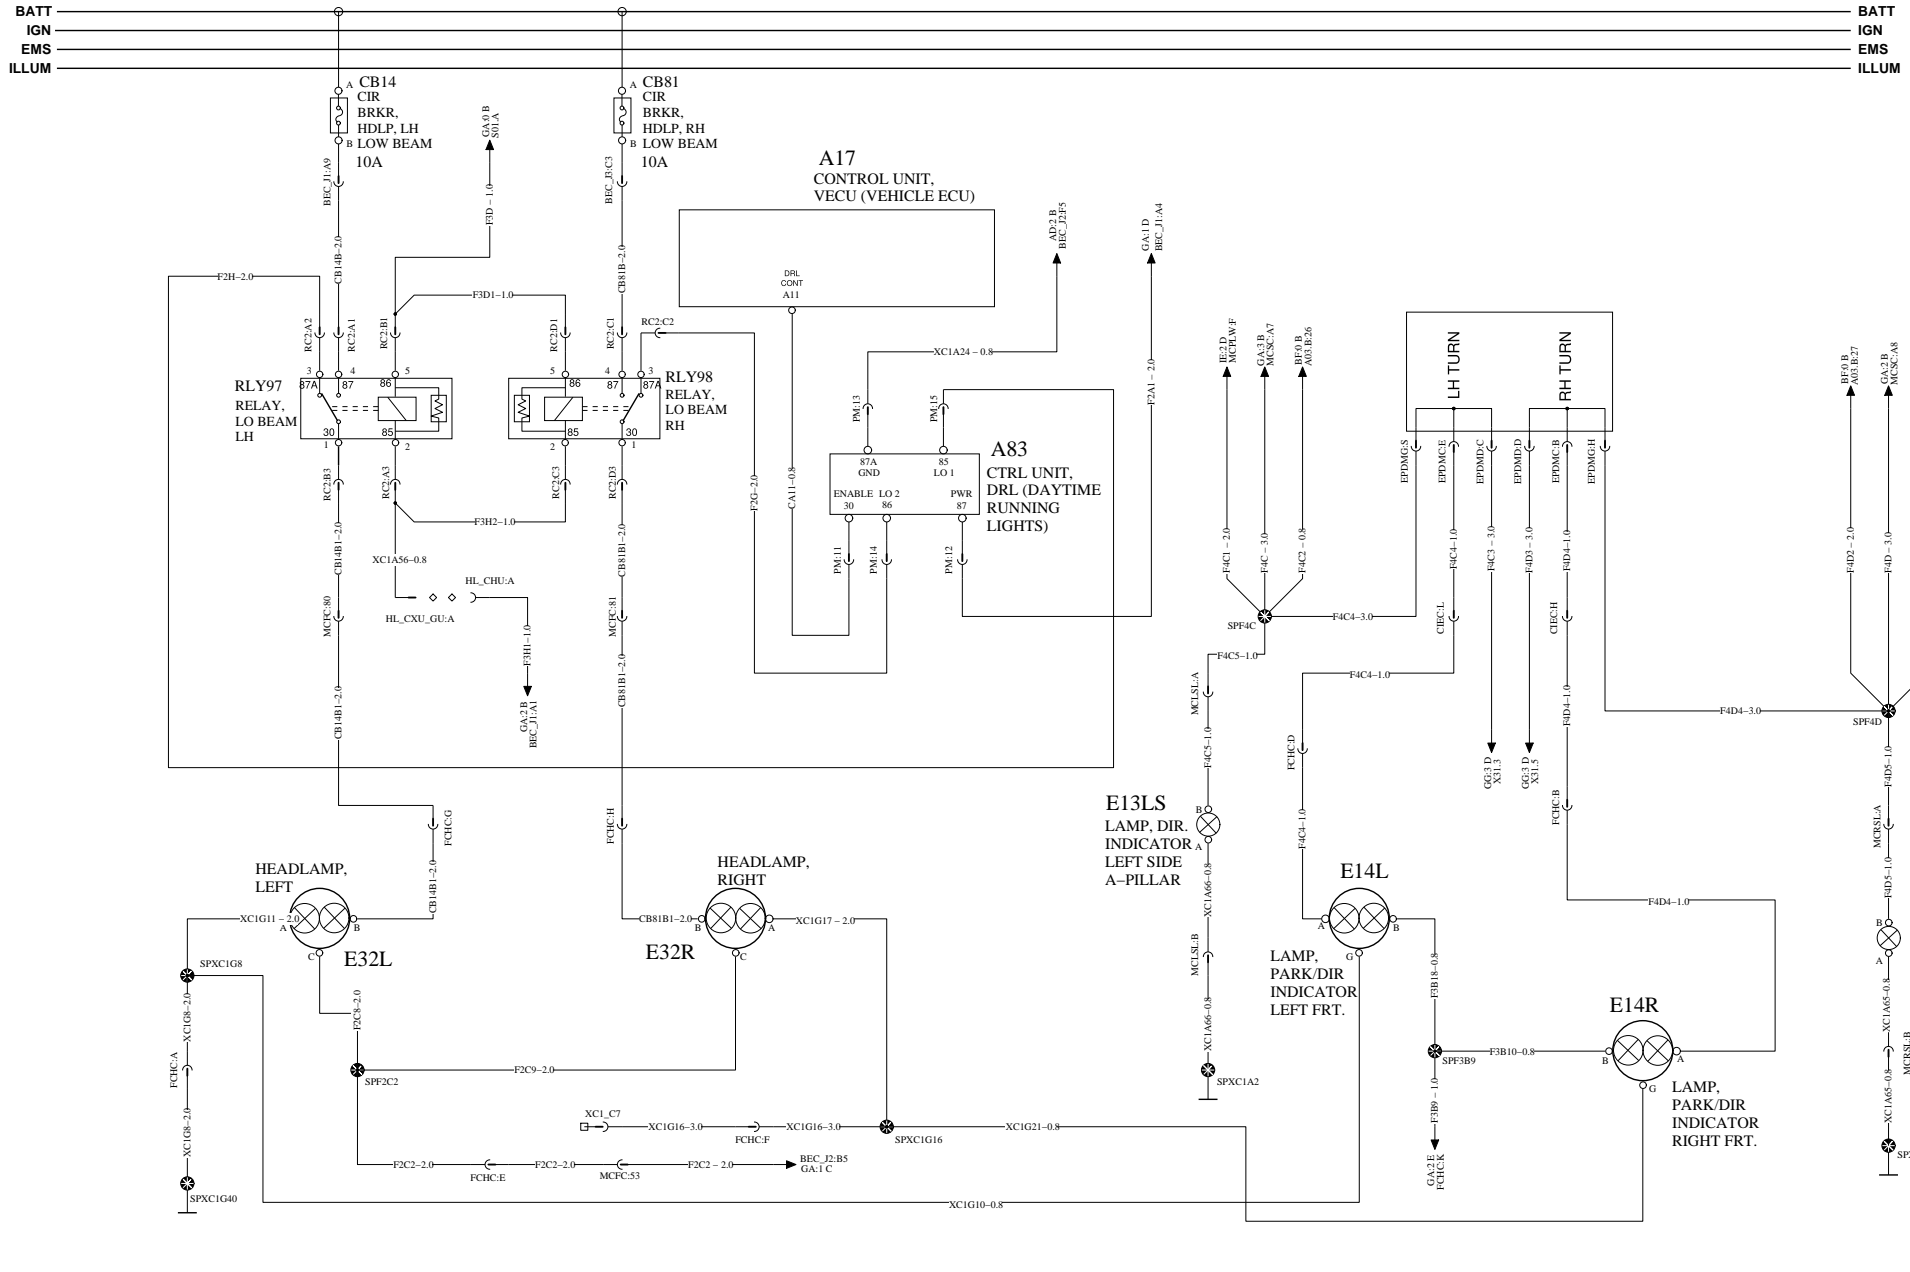 BATT
IGN
EMS
ILLUM
BATT
IGN
EMS
ILLUM
A
CB14
CIR
BRKR,
HDLP, LH
LOW BEAM
10A
B
BEC_J1:A9
CB14B–2.0
A
CB81
CIR
BRKR,
HDLP, RH
LOW BEAM
10A
B
BEC_J3:C3
CB81B–2.0
GA:0 B
S01.A
F3D – 1.0
F2H–2.0
F3D1–1.0
RC2:A2
RC2:A1
RC2:B1
RC2:D1
RC2:C1
RC2:C2
RLY97
RELAY,
LO BEAM
LH
3
4
5
87A
87
86
30
85
1
2
5
4
3
86
87
87A
85
30
2
1
RLY98
RELAY,
LO BEAM
RH
RC2:B3
RC2:A3
RC2:C3
RC2:D3
F3H2–1.0
CB14B1–2.0
XC1A56–0.8
HL_CHU:A
HL_CXU_GU:A
MCFC:80
CB14B1–2.0
F3H1–1.0
GA:2 B
BEC_J1:A1
CB81B1–2.0
MCFC:81
CB81B1–2.0
A17
CONTROL UNIT,
VECU (VEHICLE ECU)
DRL
CONT
A11
CA11–0.8
F2G–2.0
AD:2 B
BEC_J2:F5
XC1A24 – 0.8
GA:1 D
BEC_J1:A4
F2A1 – 2.0
PM:13
PM:15
87A
GND
85
LO 1
ENABLE
30
LO 2
86
PWR
87
A83
CTRL UNIT,
DRL (DAYTIME
RUNNING
LIGHTS)
PM:11
PM:14
PM:12
IE:2 D
MCPLW:F
GA:3 B
MCSC:A7
BF:0 B
A03.B:26
F4C1 – 2.0
F4C – 3.0
F4C2 – 0.8
SPF4C
F4C4–3.0
F4C5–1.0
MCLSL:A
F4C5–1.0
LH TURN
RH TURN
EPDMG:S
EPDMC:E
EPDMD:C
EPDMD:D
EPDMC:B
EPDMG:H
F4C4–1.0
F4C3 – 3.0
F4D3 – 3.0
F4D4–1.0
CIEC:L
CIEC:H
F4C4–1.0
F4D4–1.0
FCHC:D
F4C4–1.0
GG:3 D
X31.3
GG:3 D
X31.5
FCHC:B
F4D4–1.0
F4D4–3.0
BF:0 B
A03.B:27
GA:2 B
MCSC:A8
F4D2 – 2.0
F4D – 3.0
SPF4D
F4D5–1.0
MCRSL:A
F4D5–1.0
B
A
XC1A65–0.8
MCRSL:B
XC1A65–0.8
E13LS
LAMP, DIR.
INDICATOR
LEFT SIDE
A–PILLAR
B
A
XC1A66–0.8
MCLSL:B
XC1A66–0.8
SPXC1A2
E14L
A
B
G
LAMP,
PARK/DIR
INDICATOR
LEFT FRT.
F3B18–0.8
SPF3B9
F3B10–0.8
F3B9 – 1.0
GA:2 E
FCHC:K
E14R
B
A
G
LAMP,
PARK/DIR
INDICATOR
RIGHT FRT.
FCHC:G
CB14B1–2.0
HEADLAMP,
LEFT
XC1G11 – 2.0
A
B
C
E32L
FCHC:H
HEADLAMP,
RIGHT
CB81B1–2.0
B
A
C
E32R
XC1G17 – 2.0
SPXC1G8
XC1G8–2.0
FCHC:A
XC1G8–2.0
SPXC1G40
F2C8–2.0
SPF2C2
F2C9–2.0
XC1_C7
XC1G16–3.0
FCHC:F
XC1G16–3.0
SPXC1G16
XC1G21–0.8
F2C2–2.0
FCHC:E
F2C2–2.0
MCFC:53
F2C2 – 2.0
BEC_J2:B5
GA:1 C
XC1G10–0.8